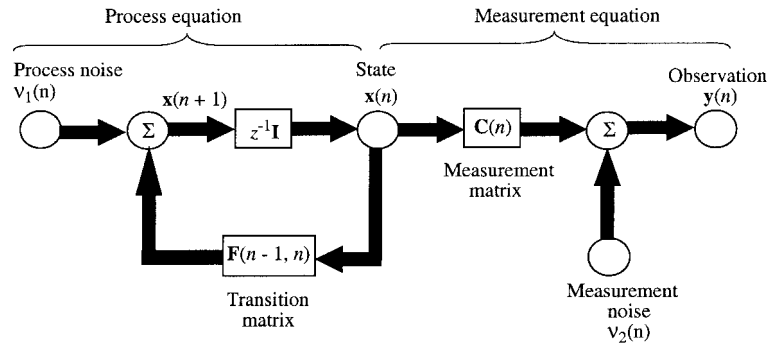 Process equation
Measurement equation
Process noise
ν₁(n)
State
x(n)
Observation
y(n)
x(n + 1)
Σ
z⁻¹I
C(n)
Σ
Measurement
matrix
F(n - 1, n)
Transition
matrix
Measurement
noise
ν₂(n)